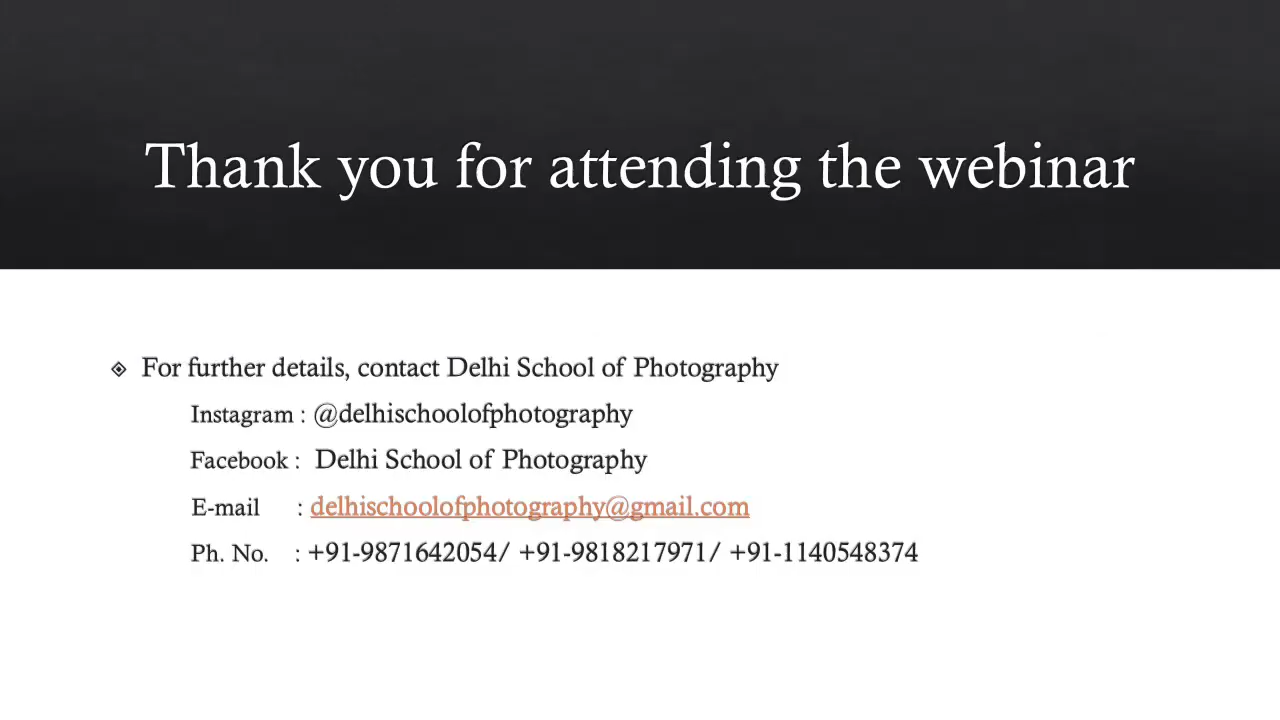 Thank you for attending the webinar
For further details, contact Delhi School of Photography
Instagram : @delhischoolofphotography
Facebook : Delhi School of Photography
E-mail : delhischoolofphotography@gmail.com
Ph. No. : +91-9871642054/ +91-9818217971/ +91-1140548374